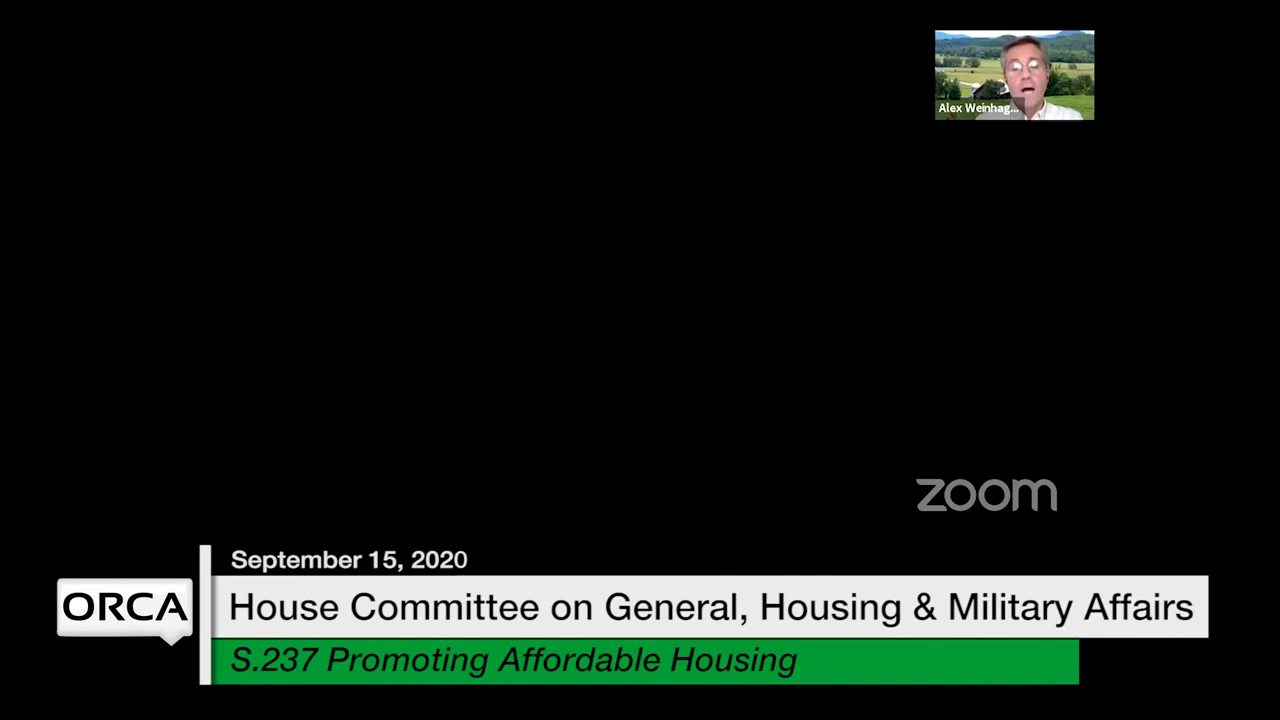 Alex Weinhag...
zoom
September 15, 2020
ORCA
House Committee on General, Housing & Military Affairs
S.237 Promoting Affordable Housing